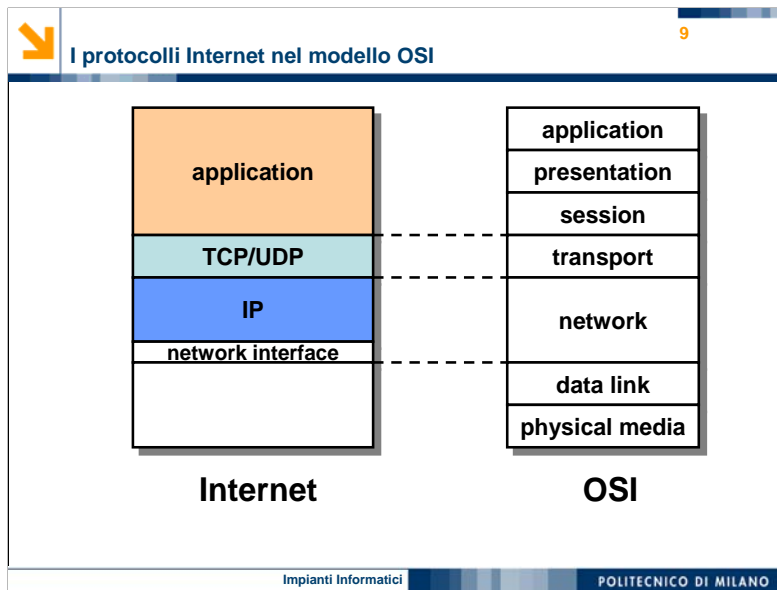 9
I protocolli Internet nel modello OSI
application
TCP/UDP
IP
network interface
Internet
application
presentation
session
transport
network
data link
physical media
OSI
Impianti Informatici
POLITECNICO DI MILANO